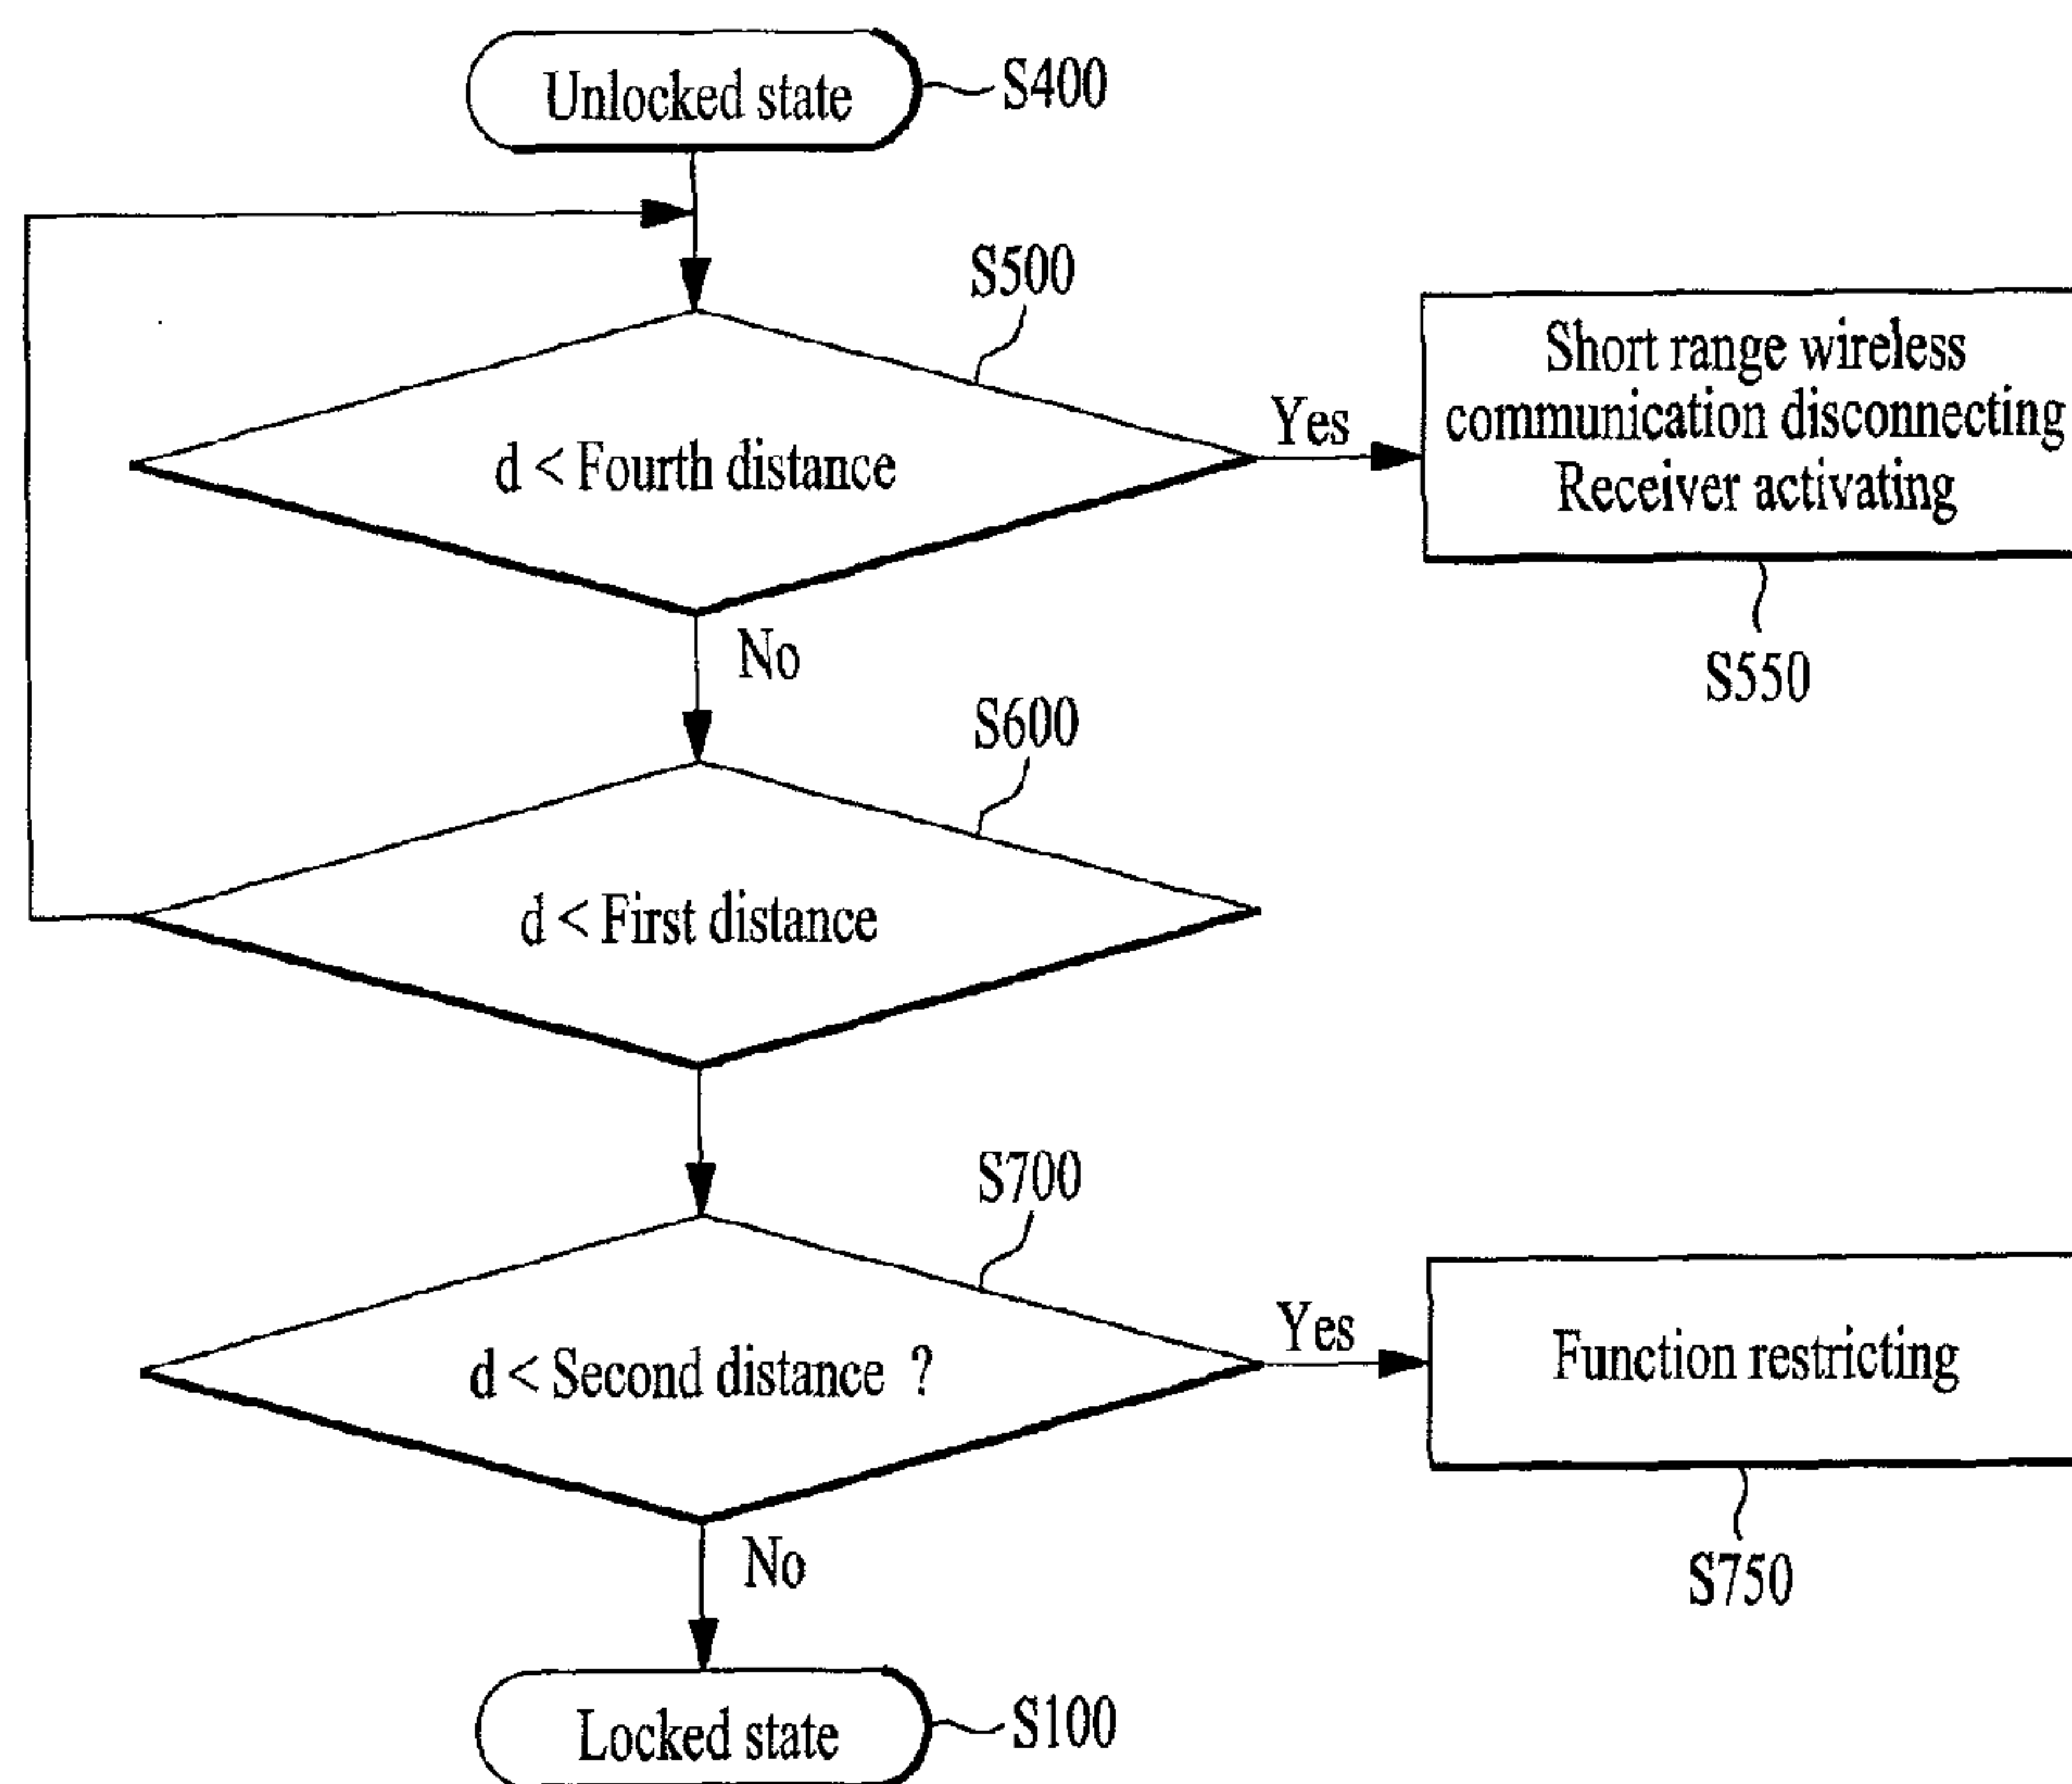 Unlocked state
S400
S500
d < Fourth distance
Yes
Short range wireless
communication disconnecting
Receiver activating
S550
No
S600
d < First distance
S700
d < Second distance ?
Yes
Function restricting
S750
No
Locked state
S100